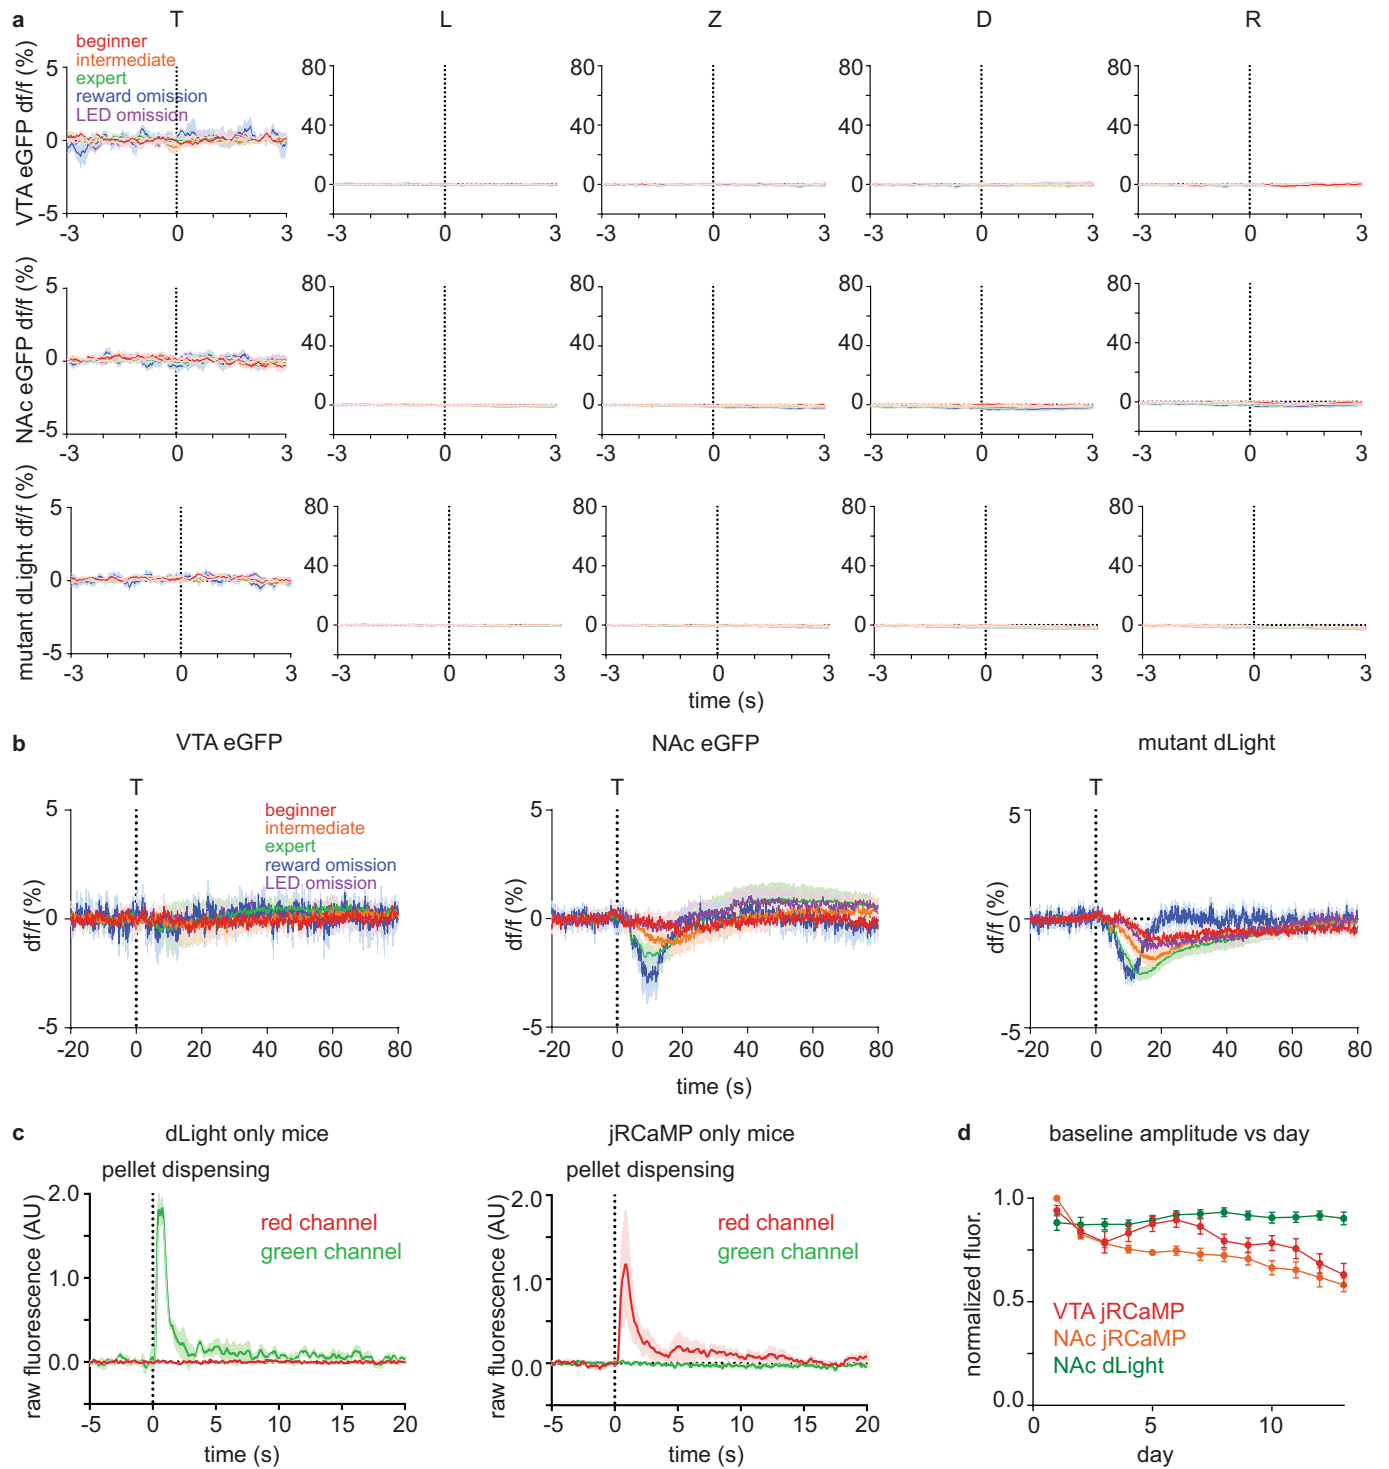 a
T L Z D R
beginner
intermediate
expert
reward omission
LED omission
VTA eGFP df/f (%)
5
0
-5
-3 0 3
80
40
0
-3 0 3
80
40
0
-3 0 3
80
40
0
-3 0 3
80
40
0
-3 0 3
NAc eGFP df/f (%)
5
0
-5
-3 0 3
80
40
0
-3 0 3
80
40
0
-3 0 3
80
40
0
-3 0 3
80
40
0
-3 0 3
mutant dLight df/f (%)
5
0
-5
-3 0 3
80
40
0
-3 0 3
80
40
0
-3 0 3
80
40
0
-3 0 3
80
40
0
-3 0 3
time (s)
b
VTA eGFP
T
beginner
intermediate
expert
reward omission
LED omission
df/f (%)
5
0
-5
-20 0 20 40 60 80
NAc eGFP
T
df/f (%)
5
0
-5
-20 0 20 40 60 80
time (s)
mutant dLight
T
df/f (%)
5
0
-5
-20 0 20 40 60 80
c
dLight only mice
pellet dispensing
red channel
green channel
raw fluorescence (AU)
2.0
1.0
0.0
-5 0 5 10 15 20
time (s)
jRCaMP only mice
pellet dispensing
red channel
green channel
raw fluorescence (AU)
2.0
1.0
0.0
-5 0 5 10 15 20
time (s)
d
baseline amplitude vs day
normalized fluor.
1.0
0.5
0.0
VTA jRCaMP
NAc jRCaMP
NAc dLight
0 5 10
day